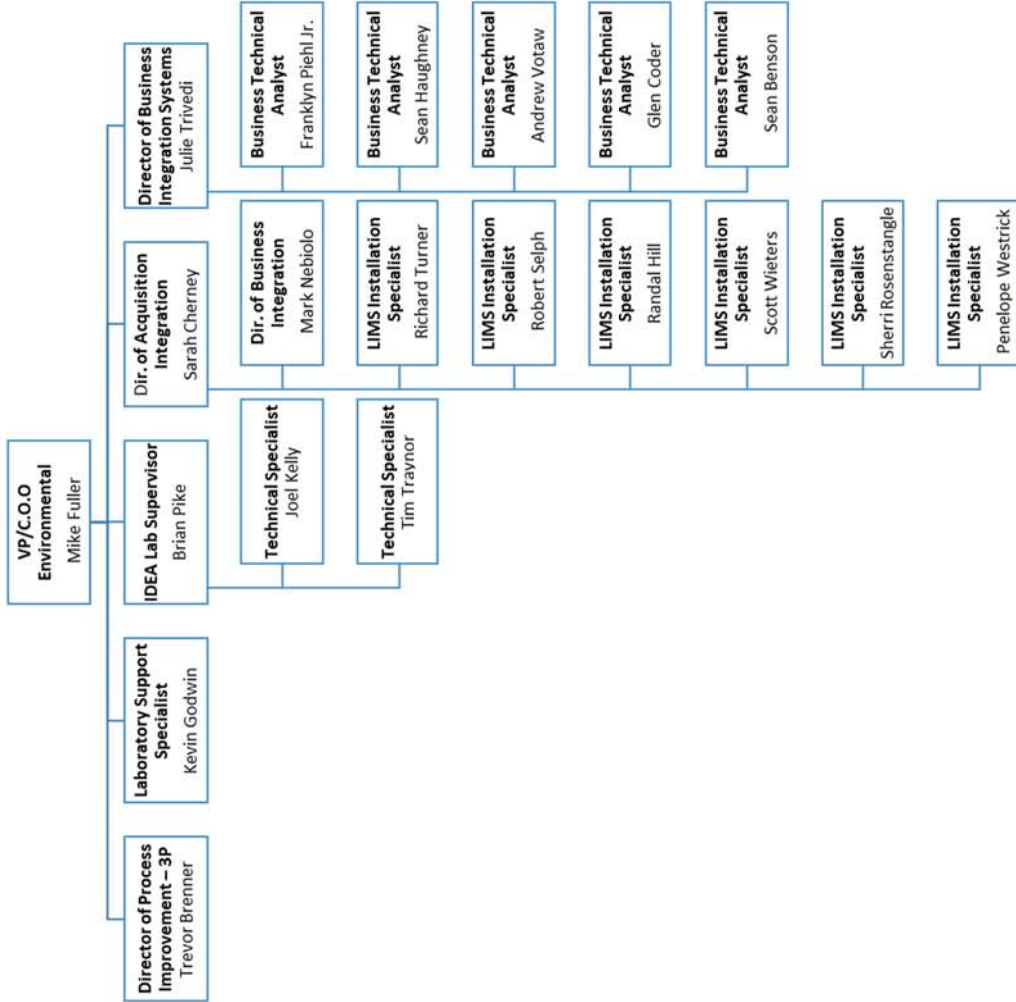 VP/C.O.O
Environmental
Mike Fuller
Director of Process
Improvement – 3P
Trevor Brenner
Laboratory Support
Specialist
Kevin Godwin
IDEA Lab Supervisor
Brian Pike
Technical Specialist
Joel Kelly
Technical Specialist
Tim Traynor
Dir. of Acquisition
Integration
Sarah Cherney
Dir. of Business
Integration
Mark Nebiolo
LIMS Installation
Specialist
Richard Turner
LIMS Installation
Specialist
Robert Selph
LIMS Installation
Specialist
Randal Hill
LIMS Installation
Specialist
Scott Wieters
LIMS Installation
Specialist
Sherri Rosenstangle
LIMS Installation
Specialist
Penelope Westrick
Director of Business
Integration Systems
Julie Trivedi
Business Technical
Analyst
Franklyn Piehl Jr.
Business Technical
Analyst
Sean Haughney
Business Technical
Analyst
Andrew Votaw
Business Technical
Analyst
Glen Coder
Business Technical
Analyst
Sean Benson